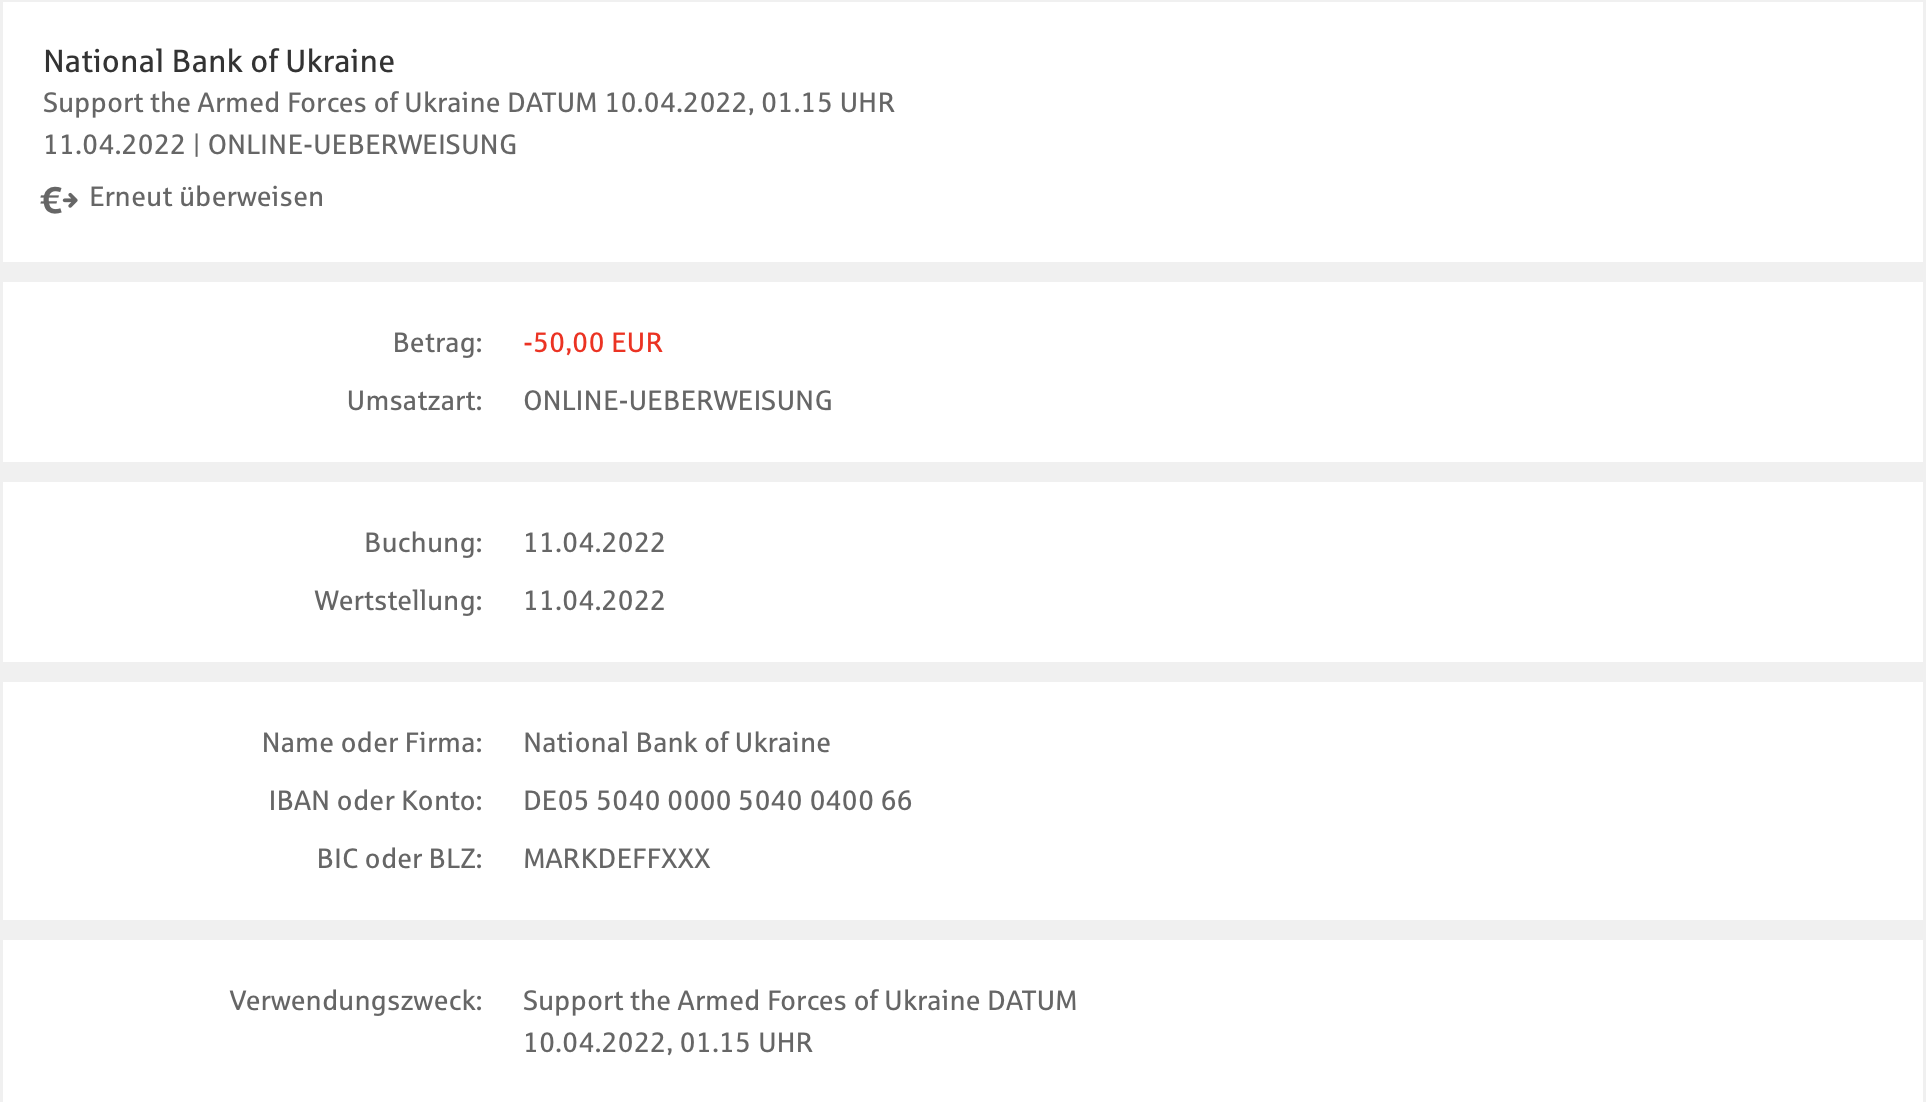 National Bank of Ukraine
Support the Armed Forces of Ukraine DATUM 10.04.2022, 01.15 UHR
11.04.2022 | ONLINE-UEBERWEISUNG
€➔ Erneut überweisen
Betrag: -50,00 EUR
Umsatzart: ONLINE-UEBERWEISUNG
Buchung: 11.04.2022
Wertstellung: 11.04.2022
Name oder Firma: National Bank of Ukraine
IBAN oder Konto: DE05 5040 0000 5040 0400 66
BIC oder BLZ: MARKDEFFXXX
Verwendungszweck: Support the Armed Forces of Ukraine DATUM
10.04.2022, 01.15 UHR